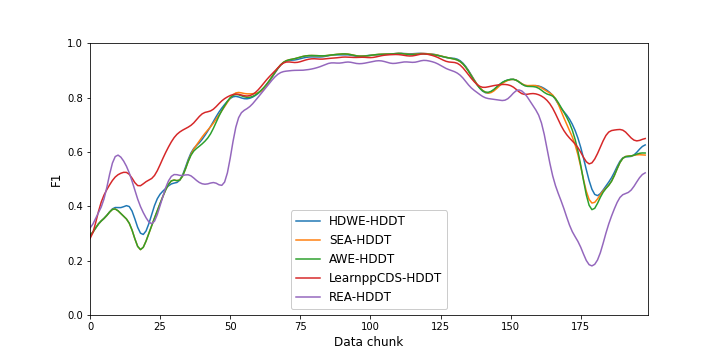 1.0
0.8
0.6
0.4
0.2
0.0
F1
0
25
50
75
100
125
150
175
Data chunk
HDWE-HDDT
SEA-HDDT
AWE-HDDT
LearnppCDS-HDDT
REA-HDDT